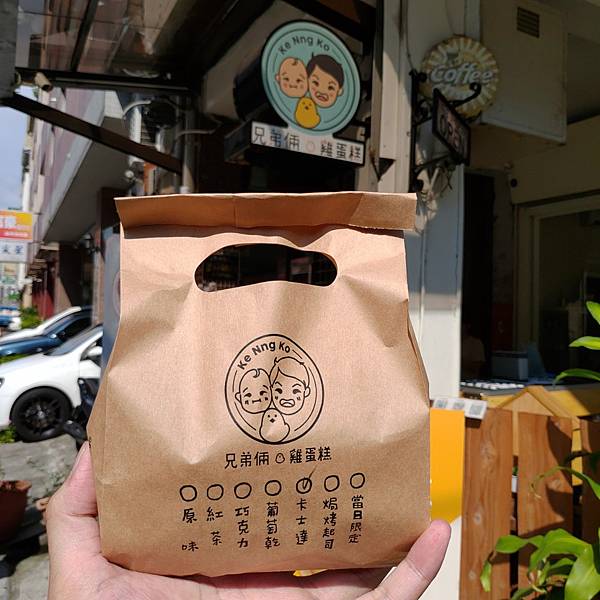 Ke Nng Ko
兄弟倆 雞蛋糕
Coffee
Ke Nng Ko
兄弟倆 雞蛋糕
原味
紅茶
巧克力
葡萄乾
卡士達
焗烤起司
當日限定